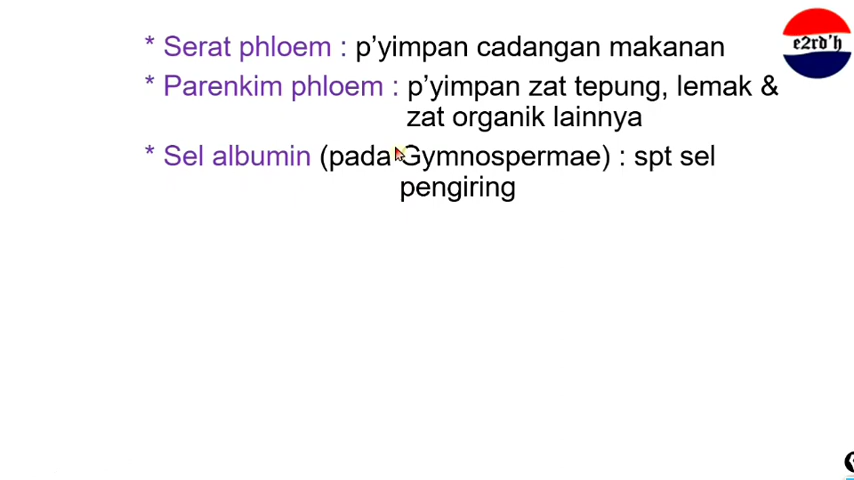 * Serat phloem : p’yimpan cadangan makanan
e2rd'h
* Parenkim phloem : p’yimpan zat tepung, lemak &
zat organik lainnya
* Sel albumin (pada Gymnospermae) : spt sel
pengiring